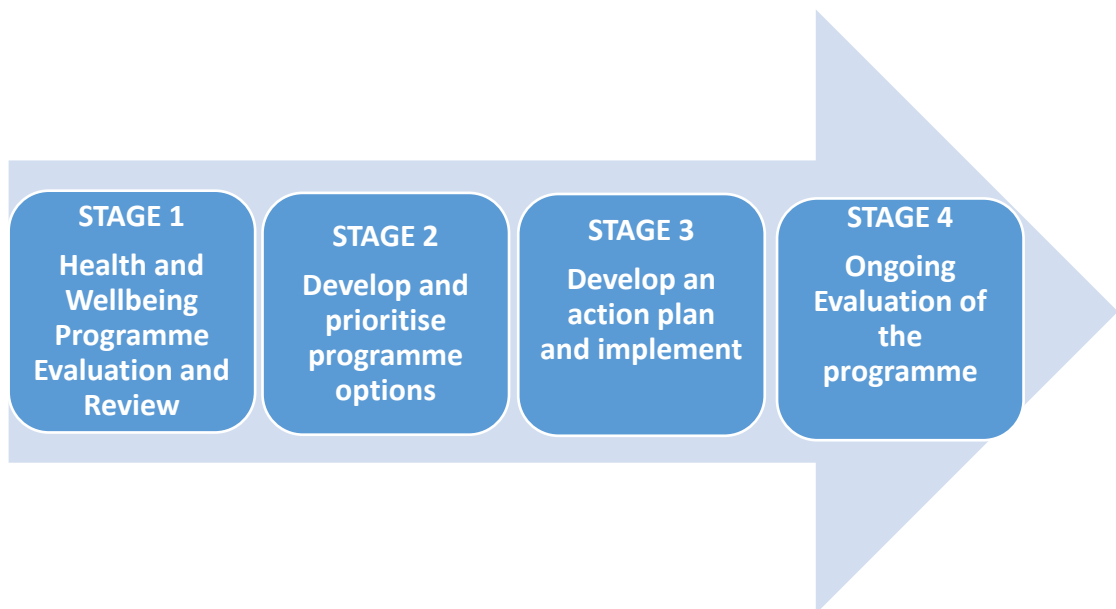 STAGE 1
Health and
Wellbeing
Programme
Evaluation and
Review
STAGE 2
Develop and
prioritise
programme
options
STAGE 3
Develop an
action plan
and implement
STAGE 4
Ongoing
Evaluation of
the
programme